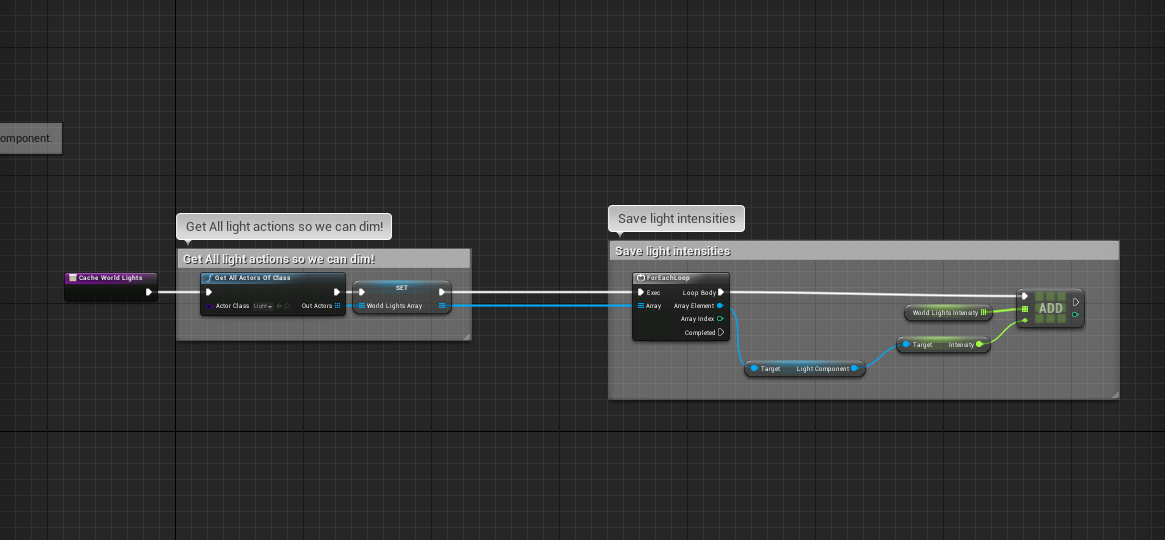 omponent.
Get All light actions so we can dim!
Save light intensities
Get All light actions so we can dim!
Save light intensities
Cache World Lights
Get All Actors Of Class
Actor Class Light
Out Actors
SET
World Lights Array
ForEachLoop
Exec
Loop Body
Array
Array Element
Array Index
Completed
World Lights Intensity
ADD
Target
Intensity
Target
Light Component